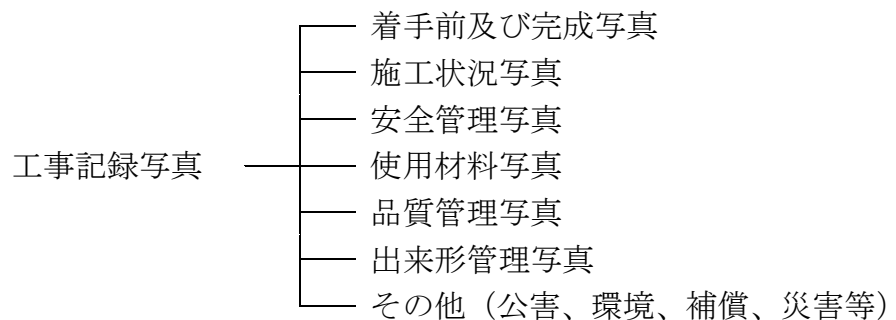 着手前及び完成写真
施工状況写真
安全管理写真
工事記録写真
使用材料写真
品質管理写真
出来形管理写真
その他（公害、環境、補償、災害等）